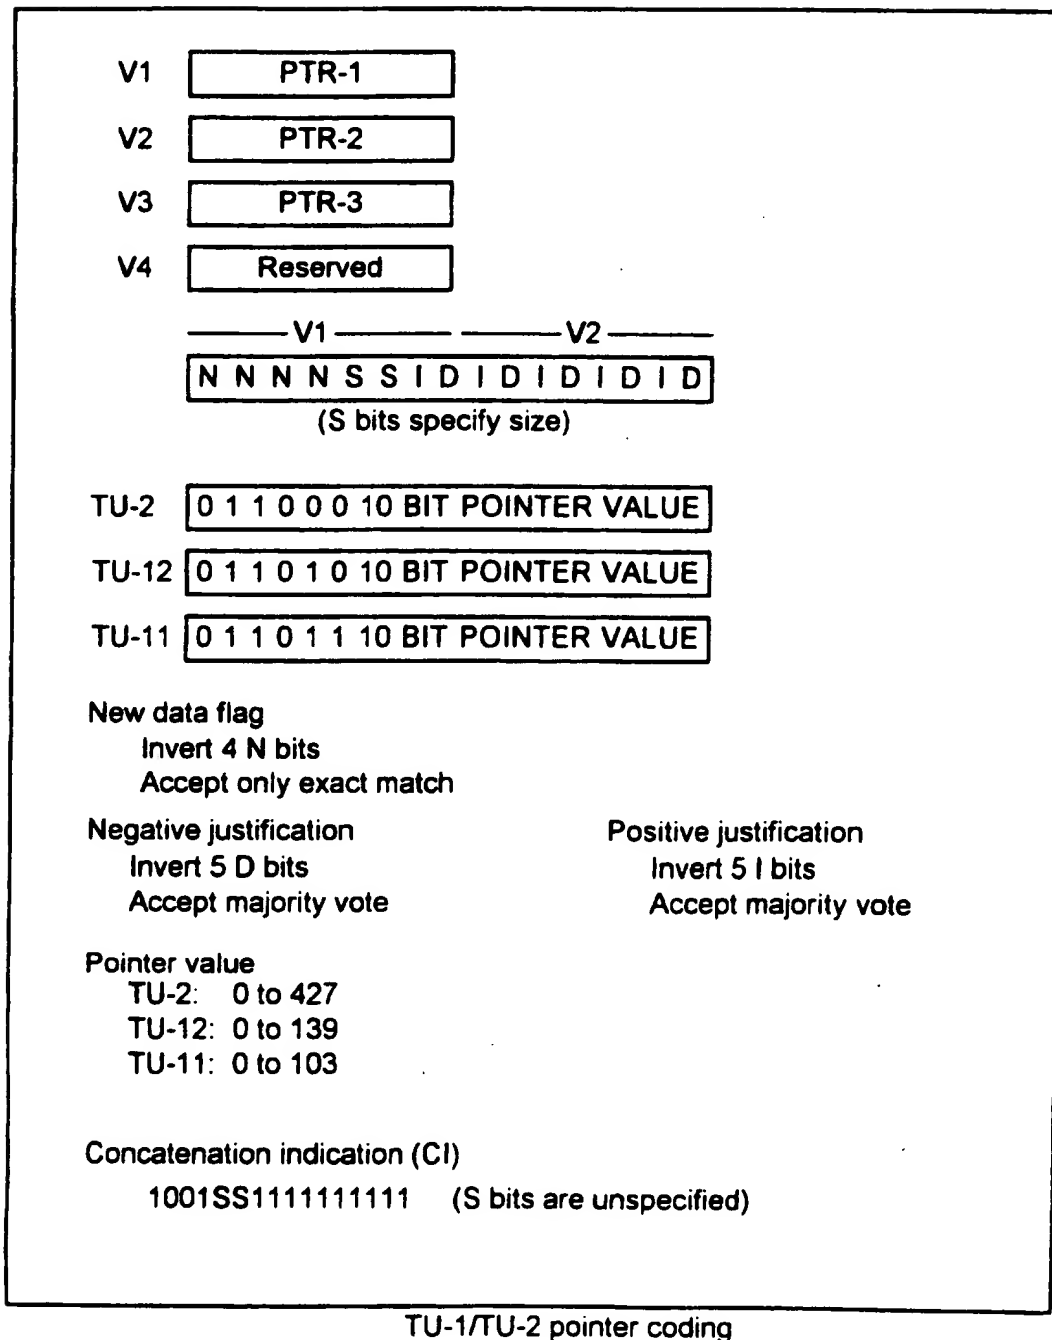 V1 PTR-1
V2 PTR-2
V3 PTR-3
V4 Reserved
V1 V2
N N N N S S I D I D I D I D I D
(S bits specify size)
TU-2 0 1 1 0 0 0 10 BIT POINTER VALUE
TU-12 0 1 1 0 1 0 10 BIT POINTER VALUE
TU-11 0 1 1 0 1 1 10 BIT POINTER VALUE
New data flag
Invert 4 N bits
Accept only exact match
Negative justification Positive justification
Invert 5 D bits Invert 5 I bits
Accept majority vote Accept majority vote
Pointer value
TU-2: 0 to 427
TU-12: 0 to 139
TU-11: 0 to 103
Concatenation indication (CI)
1001SS1111111111 (S bits are unspecified)
TU-1/TU-2 pointer coding